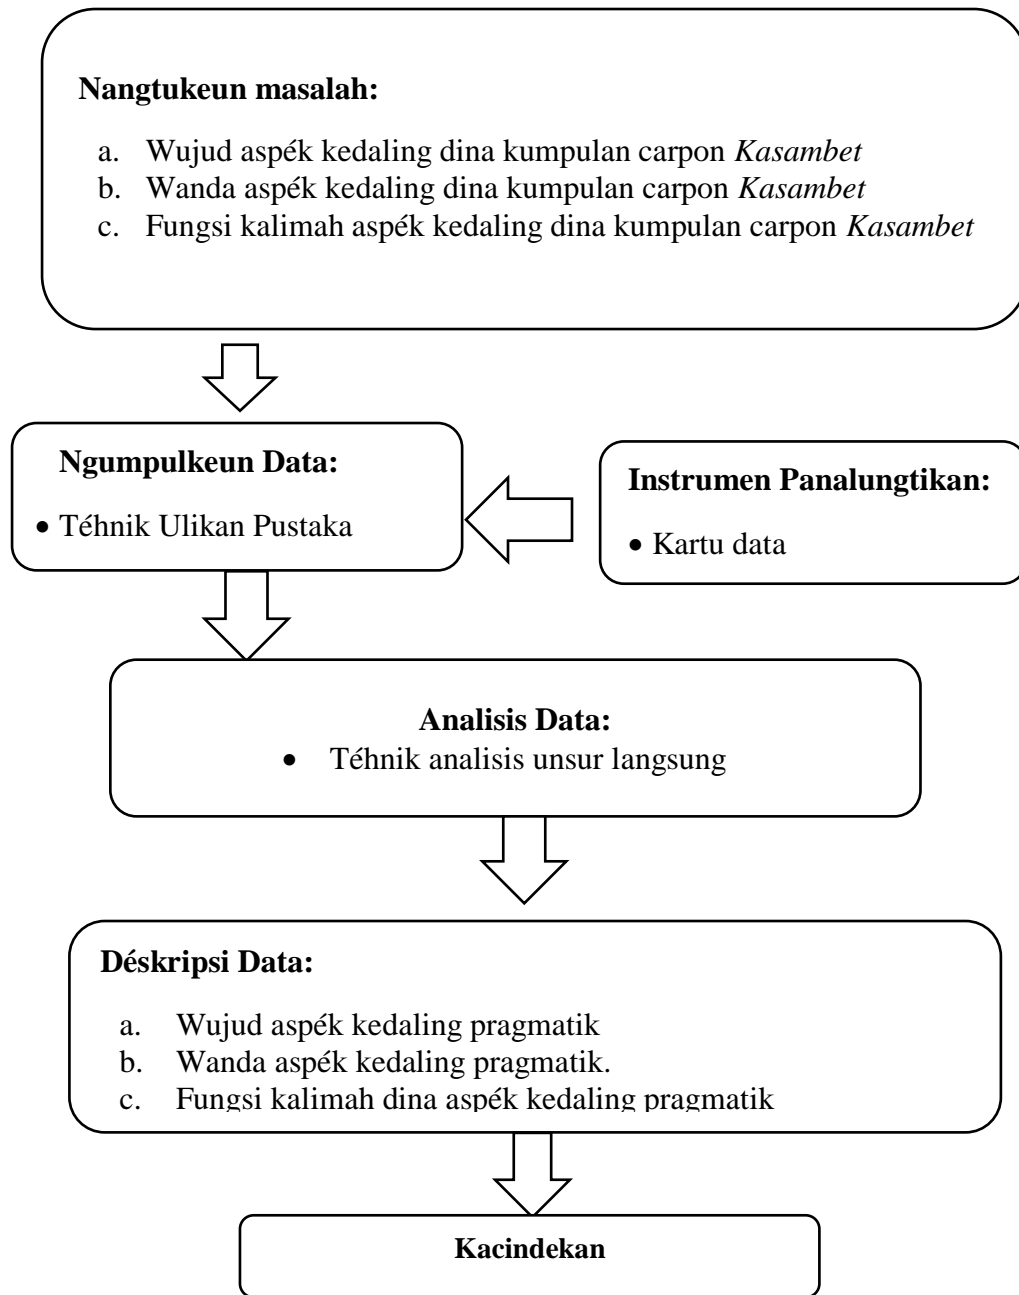 Nangtukeun masalah:
a. Wujud aspék kedaling dina kumpulan carpon Kasambet
b. Wanda aspék kedaling dina kumpulan carpon Kasambet
c. Fungsi kalimah aspék kedaling dina kumpulan carpon Kasambet
Ngumpulkeun Data:
• Téhnik Ulikan Pustaka
Instrumen Panalungtikan:
• Kartu data
Analisis Data:
• Téhnik analisis unsur langsung
Déskripsi Data:
a. Wujud aspék kedaling pragmatik
b. Wanda aspék kedaling pragmatik.
c. Fungsi kalimah dina aspék kedaling pragmatik
Kacindekan